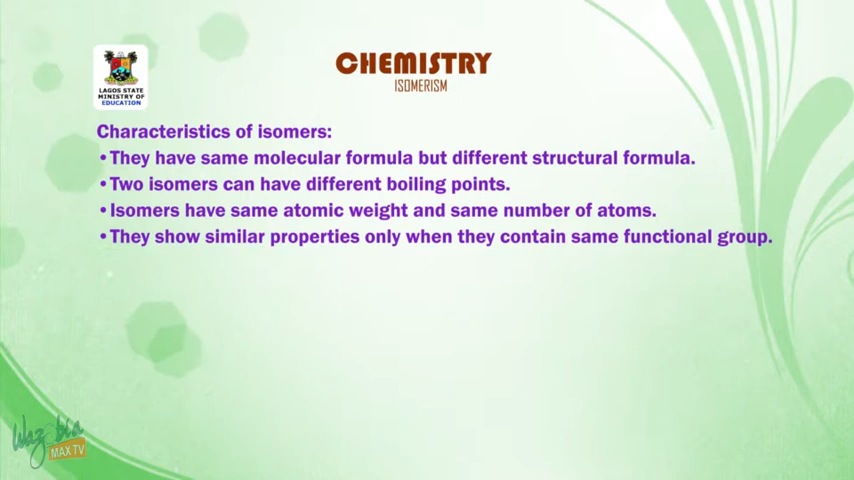 CHEMISTRY
ISOMERISM
LAGOS STATE
MINISTRY OF
EDUCATION
Characteristics of isomers:
•They have same molecular formula but different structural formula.
•Two isomers can have different boiling points.
•Isomers have same atomic weight and same number of atoms.
•They show similar properties only when they contain same functional group.
Wazobia
MAX TV